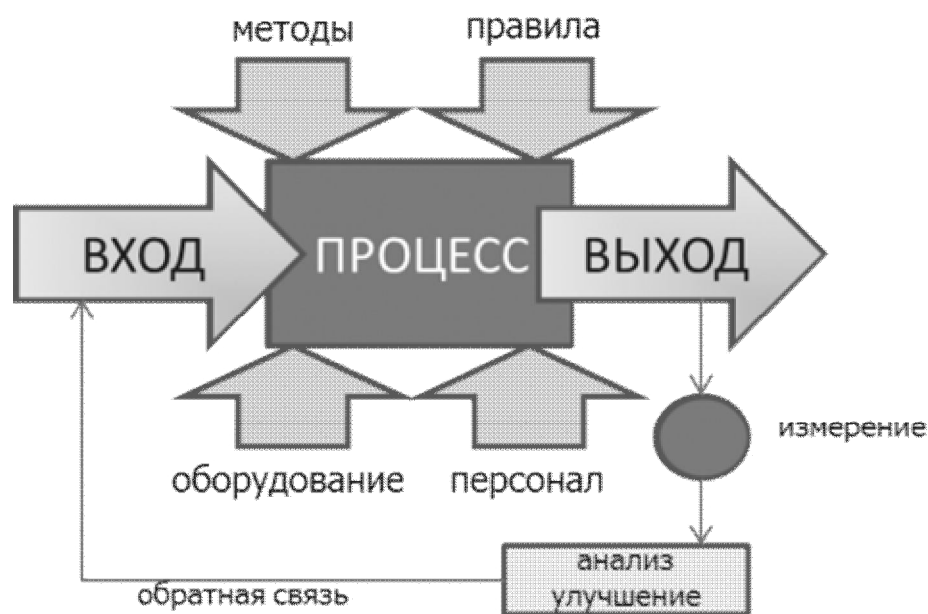 методы
правила
ВХОД
ПРОЦЕСС
ВЫХОД
оборудование
персонал
измерение
анализ
улучшение
обратная связь